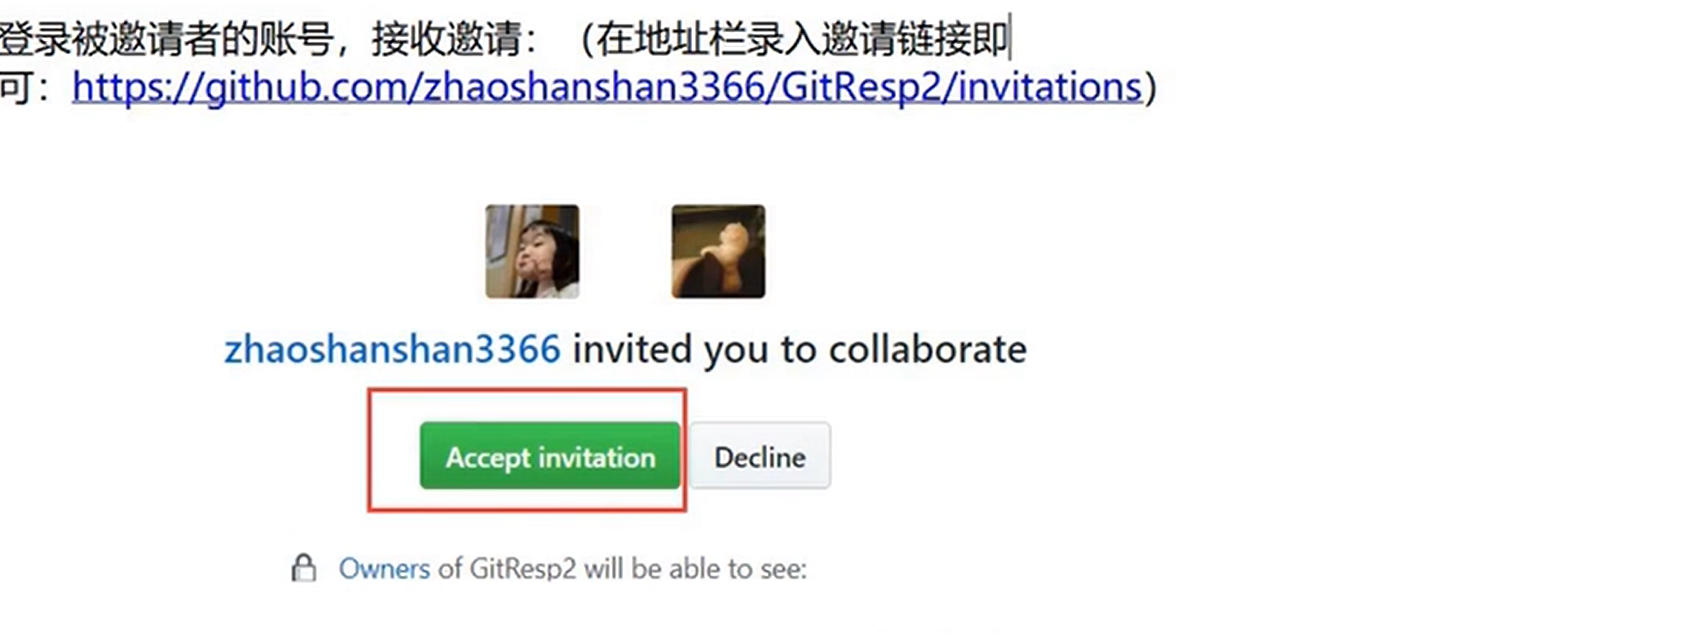 登录被邀请者的账号，接收邀请：（在地址栏录入邀请链接即
可：https://github.com/zhaoshanshan3366/GitResp2/invitations）
zhaoshanshan3366 invited you to collaborate
Accept invitation Decline
Owners of GitResp2 will be able to see: